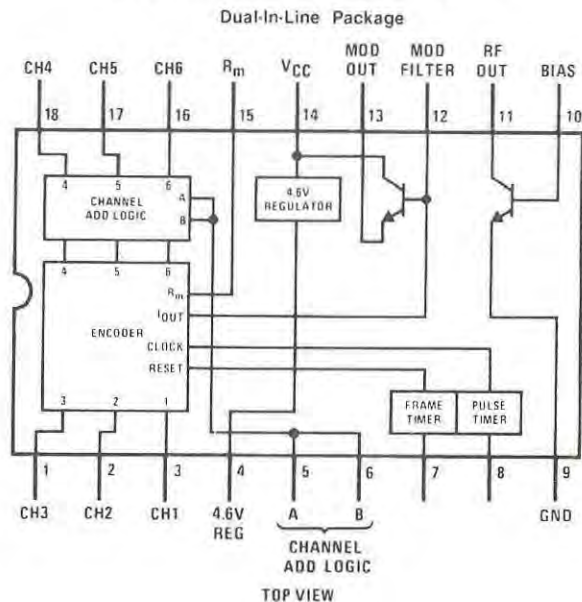 Dual-In-Line Package
CH4 CH5 CH6 Rm VCC MOD OUT MOD FILTER RF OUT BIAS
18 17 16 15 14 13 12 11 10
4 5 6
CHANNEL ADD LOGIC
A
B
4.6V REGULATOR
4 5 6
Rm
IOUT
ENCODER
CLOCK
RESET
3 2 1
FRAME TIMER
PULSE TIMER
1 2 3 4 5 6 7 8 9
CH3 CH2 CH1 4.6V REG A B GND
CHANNEL ADD LOGIC
TOP VIEW